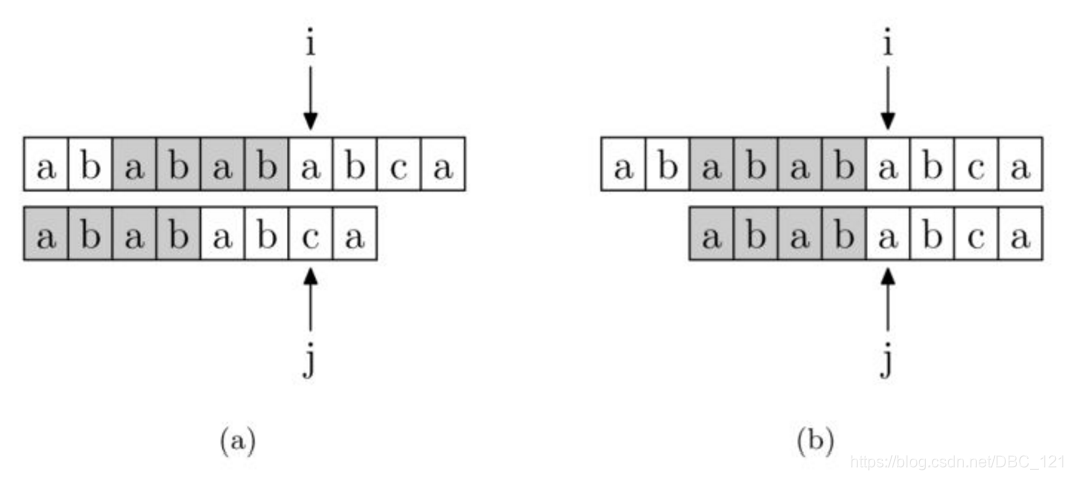 i i
a b a b a b a b c a a b a b a b a b c a
a b a b a b c a a b a b a b c a
j j
(a) (b)
https://blog.csdn.net/DBC_121